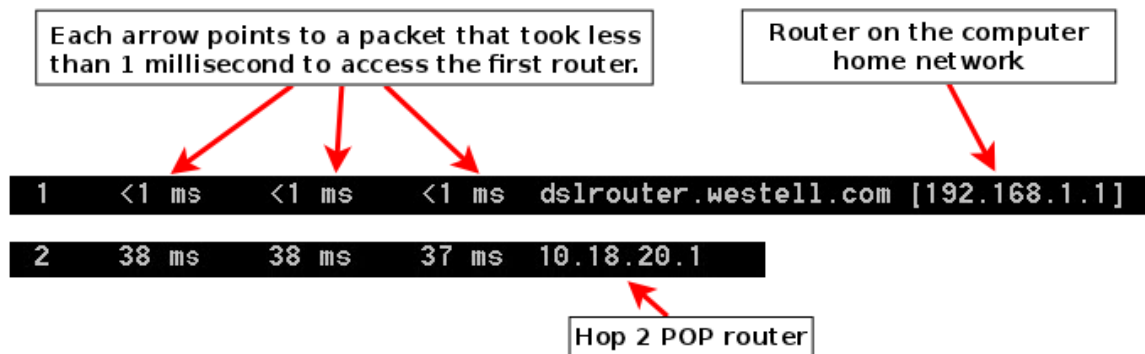 Each arrow points to a packet that took less
than 1 millisecond to access the first router.
Router on the computer
home network
1 <1 ms <1 ms <1 ms dslrouter.westell.com [192.168.1.1]
2 38 ms 38 ms 37 ms 10.18.20.1
Hop 2 POP router